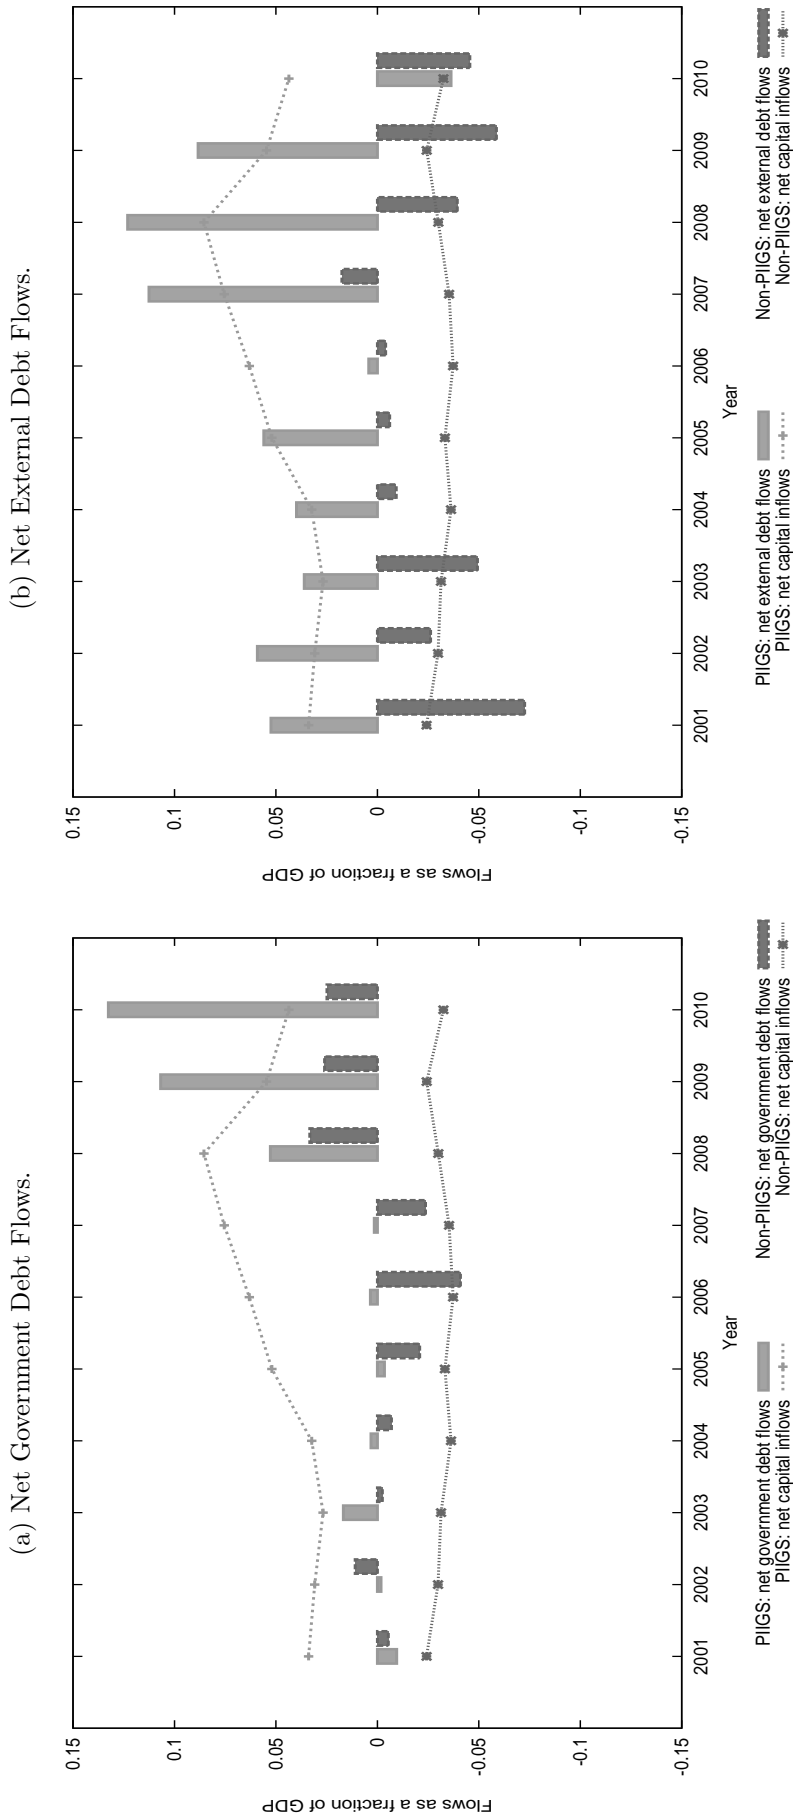 (a) Net Government Debt Flows.
0.15
0.1
0.05
0
-0.05
-0.1
-0.15
Flows as a fraction of GDP
2001 2002 2003 2004 2005 2006 2007 2008 2009 2010
Year
PIIGS: net government debt flows
PIIGS: net capital inflows
Non-PIIGS: net government debt flows
Non-PIIGS: net capital inflows
(b) Net External Debt Flows.
0.15
0.1
0.05
0
-0.05
-0.1
-0.15
Flows as a fraction of GDP
2001 2002 2003 2004 2005 2006 2007 2008 2009 2010
Year
PIIGS: net external debt flows
PIIGS: net capital inflows
Non-PIIGS: net external debt flows
Non-PIIGS: net capital inflows